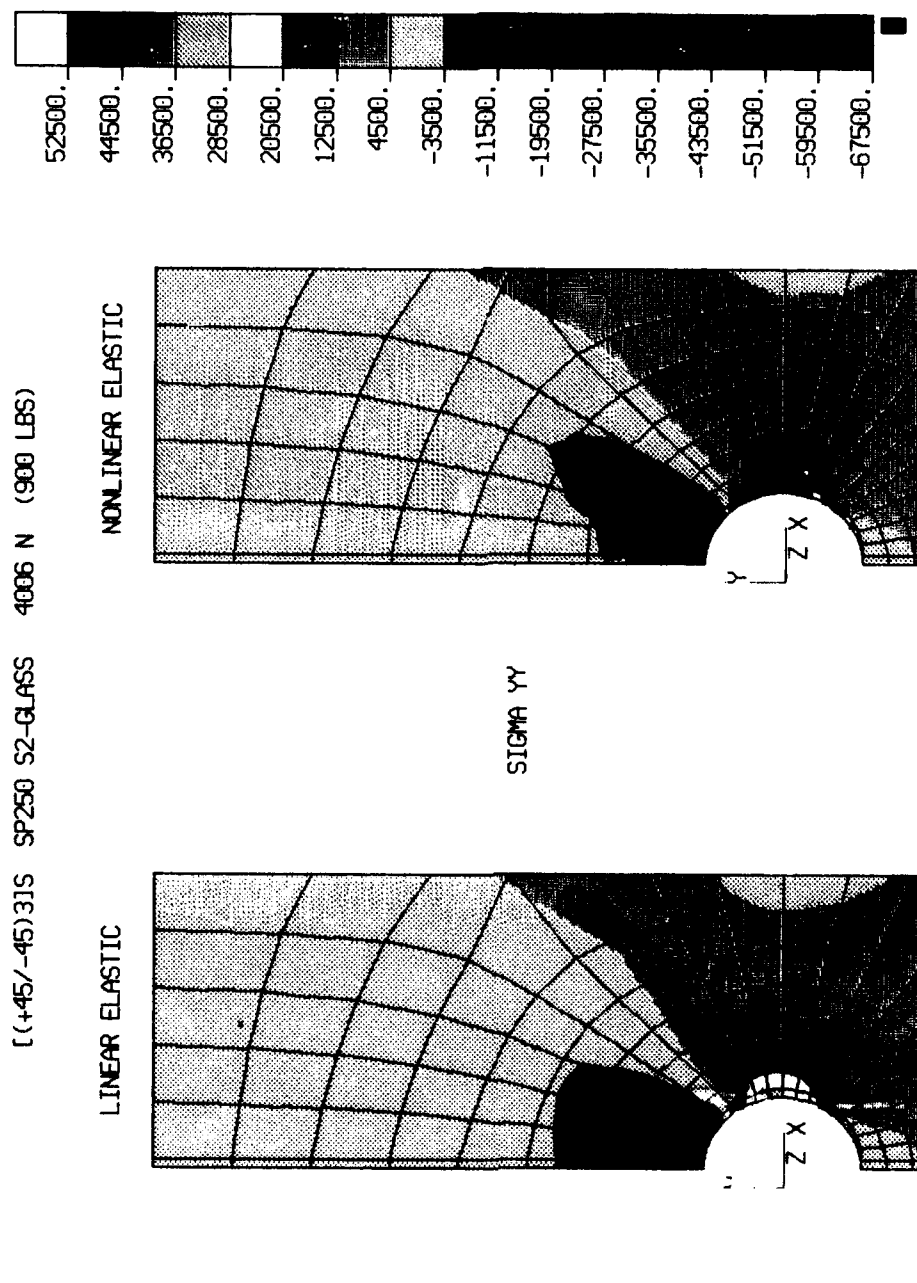 [(+45/-45)3]S SP250 S2-GLASS 4006 N (900 LBS)
LINEAR ELASTIC
NONLINEAR ELASTIC
SIGMA YY
Z X
Y
Z X
52500.
44500.
36500.
28500.
20500.
12500.
4500.
-3500.
-11500.
-19500.
-27500.
-35500.
-43500.
-51500.
-59500.
-67500.